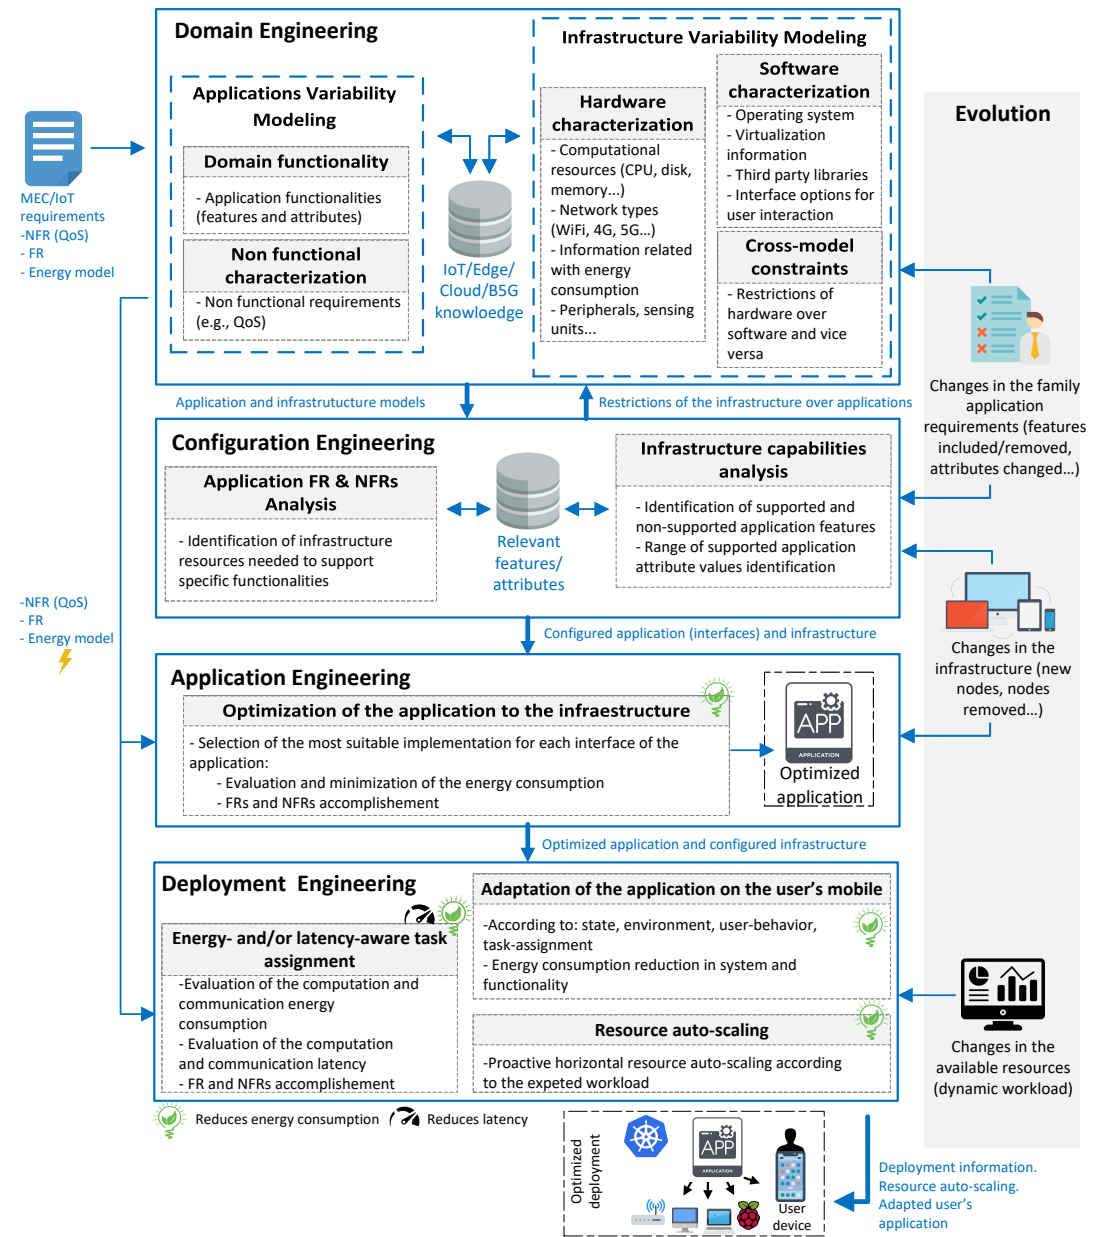 Domain Engineering
Applications Variability
Modeling
Domain functionality
- Application functionalities
(features and attributes)
Non functional
characterization
- Non functional requirements
(e.g., QoS)
IoT/Edge/
Cloud/B5G
knowloedge
Infrastructure Variability Modeling
Hardware
characterization
- Computational
resources (CPU, disk,
memory...)
- Network types
(WiFi, 4G, 5G…)
- Information related
with energy
consumption
- Peripherals, sensing
units...
Software
characterization
- Operating system
- Virtualization
information
- Third party libraries
- Interface options for
user interaction
Cross-model
constraints
- Restrictions of
hardware over
software and vice
versa
MEC/IoT
requirements
-NFR (QoS)
- FR
- Energy model
Application and infrastrutucture models
Restrictions of the infrastructure over applications
Configuration Engineering
Application FR & NFRs
Analysis
- Identification of infrastructure
resources needed to support
specific functionalities
Relevant
features/
attributes
Infrastructure capabilities
analysis
- Identification of supported and
non-supported application features
- Range of supported application
attribute values identification
-NFR (QoS)
- FR
- Energy model
Configured application (interfaces) and infrastructure
Application Engineering
Optimization of the application to the infraestructure
- Selection of the most suitable implementation for each interface of the
application:
- Evaluation and minimization of the energy consumption
- FRs and NFRs accomplishement
APP
APPLICATION
Optimized
application
Optimized application and configured infrastructure
Deployment Engineering
Energy- and/or latency-aware task
assignment
-Evaluation of the computation and
communication energy
consumption
- Evaluation of the computation
and communication latency
- FR and NFRs accomplishement
Adaptation of the application on the user's mobile
-According to: state, environment, user-behavior,
task-assignment
- Energy consumption reduction in system and
functionality
Resource auto-scaling
-Proactive horizontal resource auto-scaling according
to the expeted workload
Reduces energy consumption
Reduces latency
Optimized
deployment
APP
APPLICATION
User
device
Deployment information.
Resource auto-scaling.
Adapted user's
application
Evolution
Changes in the family
application
requirements (features
included/removed,
attributes changed…)
Changes in the
infrastructure (new
nodes, nodes
removed…)
Changes in the
available resources
(dynamic workload)